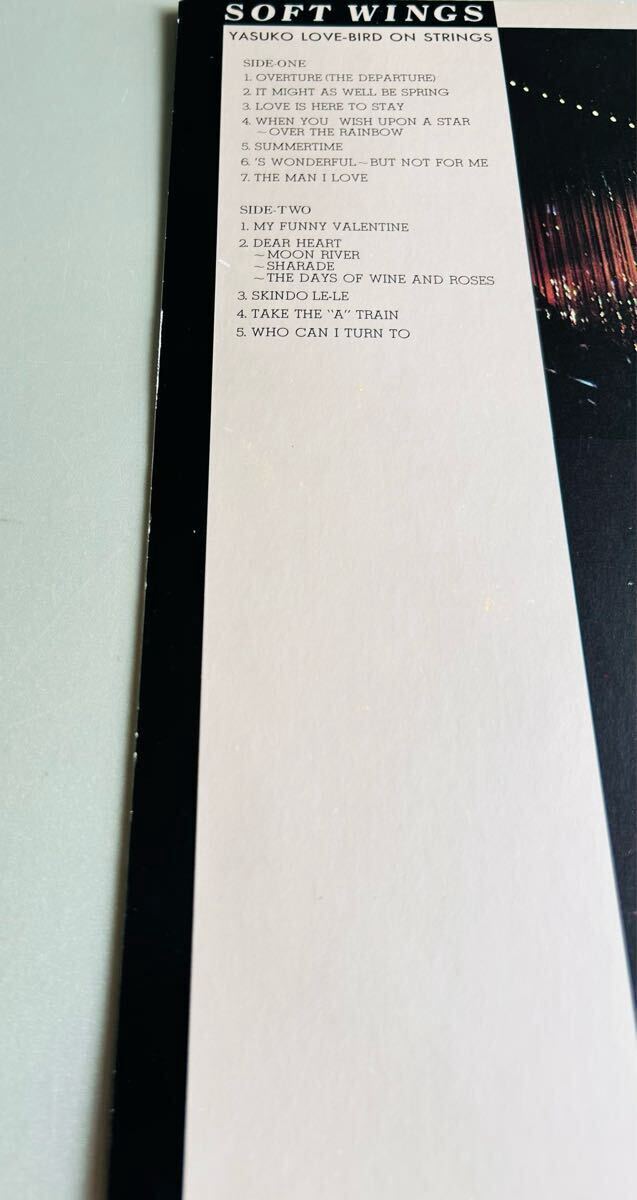 SOFT WINGS
YASUKO LOVE-BIRD ON STRINGS
SIDE-ONE
1. OVERTURE (THE DEPARTURE)
2. IT MIGHT AS WELL BE SPRING
3. LOVE IS HERE TO STAY
4. WHEN YOU WISH UPON A STAR
~OVER THE RAINBOW
5. SUMMERTIME
6. 'S WONDERFUL~BUT NOT FOR ME
7. THE MAN I LOVE
SIDE-TWO
1. MY FUNNY VALENTINE
2. DEAR HEART
~MOON RIVER
~SHARADE
~THE DAYS OF WINE AND ROSES
3. SKINDO LE-LE
4. TAKE THE "A" TRAIN
5. WHO CAN I TURN TO